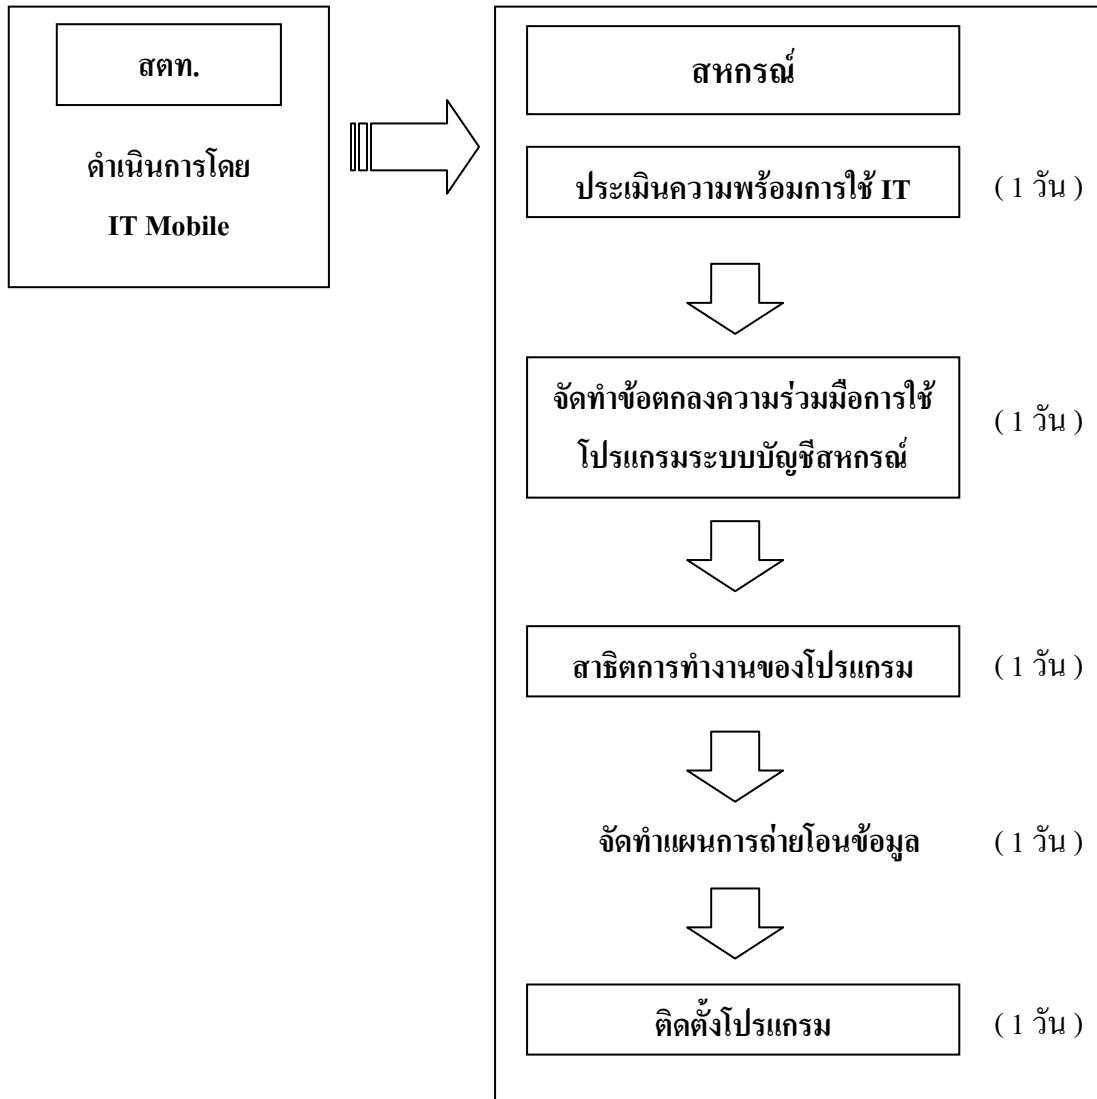 สตท.
ดำเนินการโดย
IT Mobile
สหกรณ์
ประเมินความพร้อมการใช้ IT
( 1 วัน )
จัดทำข้อตกลงความร่วมมือการใช้
โปรแกรมระบบบัญชีสหกรณ์
( 1 วัน )
สาธิตการทำงานของโปรแกรม
( 1 วัน )
จัดทำแผนการถ่ายโอนข้อมูล
( 1 วัน )
ติดตั้งโปรแกรม
( 1 วัน )